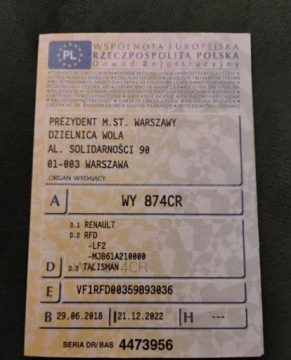 PL
WSPÓLNOTA EUROPEJSKA
RZECZPOSPOLITA POLSKA
Dowód Rejestracyjny
PREZYDENT M.ST. WARSZAWY
DZIELNICA WOLA
AL. SOLIDARNOŚCI 90
01-003 WARSZAWA
ORGAN WYDAJĄCY
A WY 874CR
D.1 RENAULT
D.2 RFD
-LFZ
-MJB61A210000
D D.3 TALISMAN
E VF1RFD00359893036
B 29.06.2018 I 21.12.2022 H ---
SERIA DR/BAS 4473956